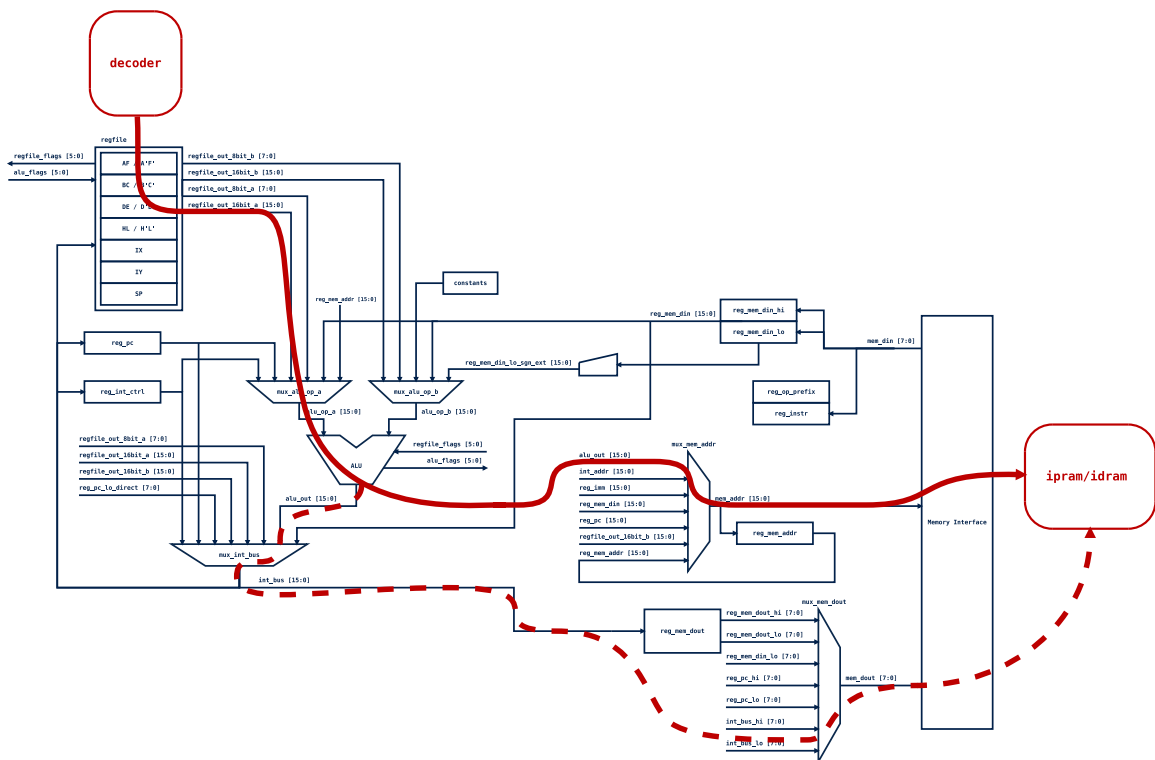 decoder
regfile
regfile_flags [5:0]
alu_flags [5:0]
AF / A'F'
BC / B'C'
DE / D'E'
HL / H'L'
IX
IY
SP
regfile_out_8bit_b [7:0]
regfile_out_16bit_b [15:0]
regfile_out_8bit_a [7:0]
regfile_out_16bit_a [15:0]
constants
reg_mem_addr [15:0]
reg_mem_din [15:0]
reg_mem_din_hi
reg_mem_din_lo
mem_din [7:0]
reg_pc
reg_int_ctrl
reg_mem_din_lo_sgn_ext [15:0]
mux_alu_op_a
mux_alu_op_b
reg_op_prefix
reg_instr
alu_op_a [15:0]
alu_op_b [15:0]
regfile_out_8bit_a [7:0]
regfile_out_16bit_a [15:0]
regfile_out_16bit_b [15:0]
reg_pc_lo_direct [7:0]
ALU
regfile_flags [5:0]
alu_flags [5:0]
alu_out [15:0]
mux_mem_addr
alu_out [15:0]
int_addr [15:0]
reg_imm [15:0]
reg_mem_din [15:0]
reg_pc [15:0]
regfile_out_16bit_b [15:0]
reg_mem_addr [15:0]
mem_addr [15:0]
reg_mem_addr
Memory Interface
ipram/idram
mux_int_bus
int_bus [15:0]
mux_mem_dout
reg_mem_dout
reg_mem_dout_hi [7:0]
reg_mem_dout_lo [7:0]
reg_mem_din_lo [7:0]
reg_pc_hi [7:0]
reg_pc_lo [7:0]
int_bus_hi [7:0]
int_bus_lo [7:0]
mem_dout [7:0]